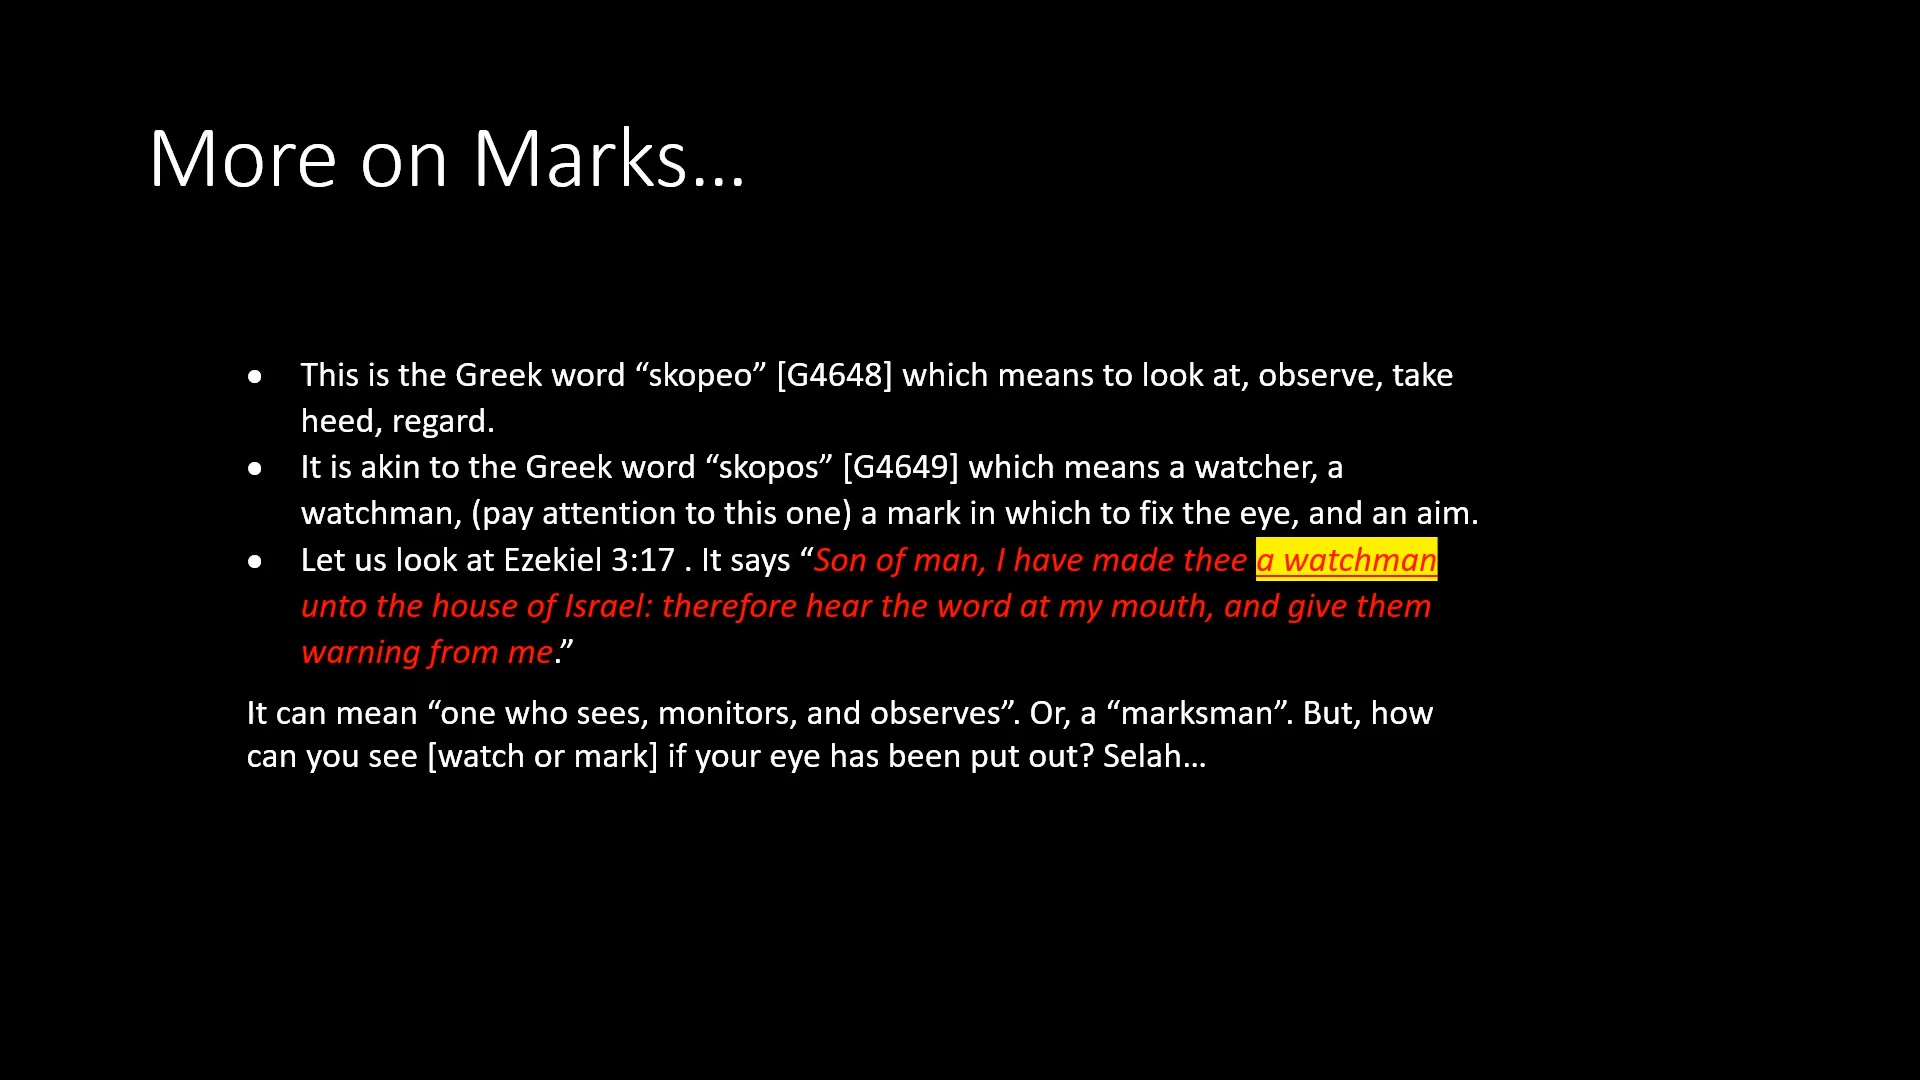 More on Marks...
• This is the Greek word “skopeo” [G4648] which means to look at, observe, take
heed, regard.
• It is akin to the Greek word “skopos” [G4649] which means a watcher, a
watchman, (pay attention to this one) a mark in which to fix the eye, and an aim.
• Let us look at Ezekiel 3:17 . It says “Son of man, I have made thee a watchman
unto the house of Israel: therefore hear the word at my mouth, and give them
warning from me.”
It can mean “one who sees, monitors, and observes”. Or, a “marksman”. But, how
can you see [watch or mark] if your eye has been put out? Selah...